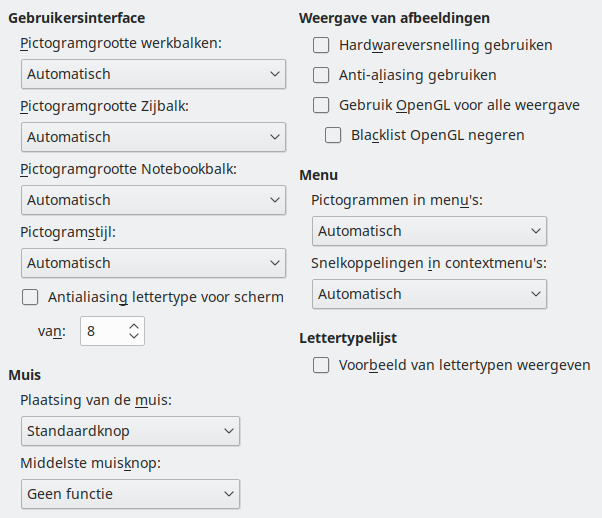 Gebruikersinterface
Pictogramgrootte werkbalken:
Automatisch
Pictogramgrootte Zijbalk:
Automatisch
Pictogramgrootte Notebookbalk:
Automatisch
Pictogramstijl:
Automatisch
Antialiasing lettertype voor scherm
van: 8
Muis
Plaatsing van de muis:
Standaardknop
Middelste muisknop:
Geen functie
Weergave van afbeeldingen
Hardwareversnelling gebruiken
Anti-aliasing gebruiken
Gebruik OpenGL voor alle weergave
Blacklist OpenGL negeren
Menu
Pictogrammen in menu's:
Automatisch
Snelkoppelingen in contextmenu's:
Automatisch
Lettertypelijst
Voorbeeld van lettertypen weergeven